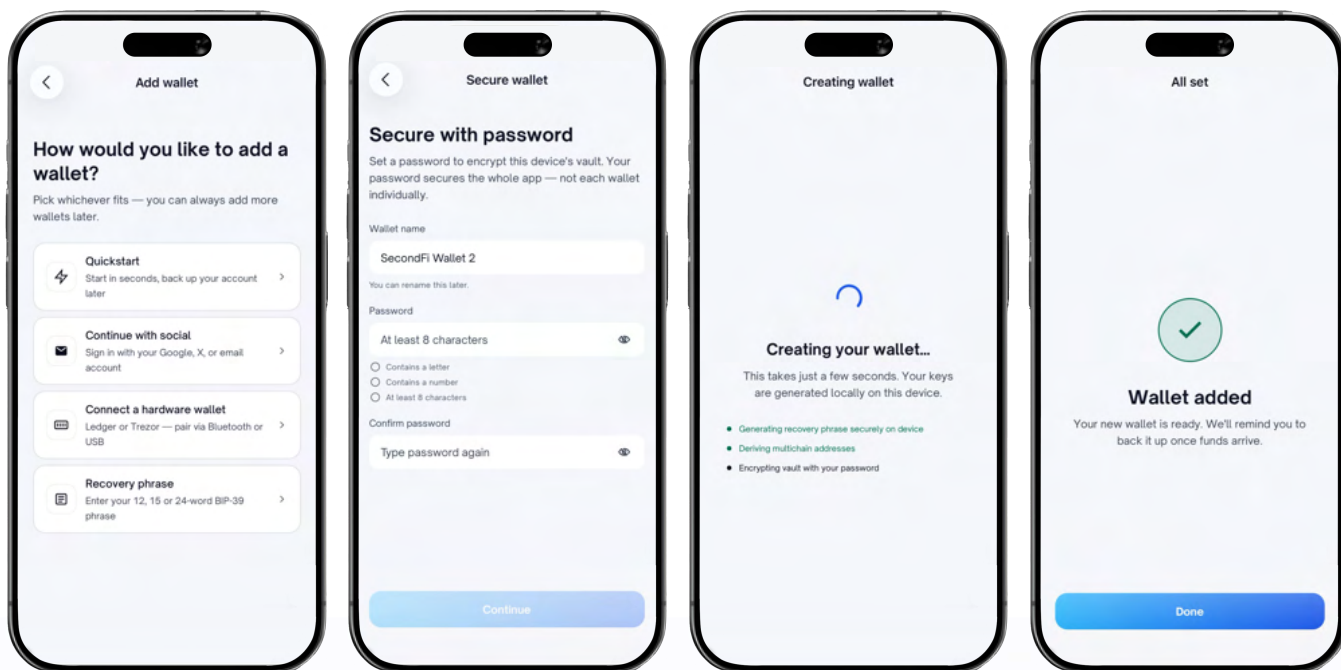 Add wallet
How would you like to add a
wallet?
Pick whichever fits — you can always add more
wallets later.
Quickstart
Start in seconds, back up your account
later
Continue with social
Sign in with your Google, X, or email
account
Connect a hardware wallet
Ledger or Trezor — pair via Bluetooth or
USB
Recovery phrase
Enter your 12, 15 or 24-word BIP-39
phrase
Secure wallet
Secure with password
Set a password to encrypt this device's vault. Your
password secures the whole app — not each wallet
individually.
Wallet name
SecondFi Wallet 2
You can rename this later.
Password
At least 8 characters
Contains a letter
Contains a number
At least 8 characters
Confirm password
Type password again
Continue
Creating wallet
Creating your wallet...
This takes just a few seconds. Your keys
are generated locally on this device.
Generating recovery phrase securely on device
Deriving multichain addresses
Encrypting vault with your password
All set
Wallet added
Your new wallet is ready. We'll remind you to
back it up once funds arrive.
Done